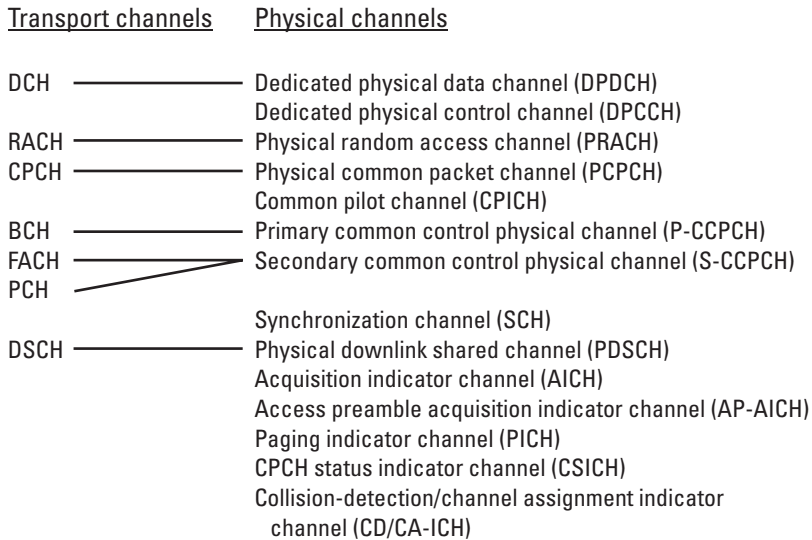 Transport channels Physical channels
DCH Dedicated physical data channel (DPDCH)
Dedicated physical control channel (DPCCH)
RACH Physical random access channel (PRACH)
CPCH Physical common packet channel (PCPCH)
Common pilot channel (CPICH)
BCH Primary common control physical channel (P-CCPCH)
FACH Secondary common control physical channel (S-CCPCH)
PCH
Synchronization channel (SCH)
DSCH Physical downlink shared channel (PDSCH)
Acquisition indicator channel (AICH)
Access preamble acquisition indicator channel (AP-AICH)
Paging indicator channel (PICH)
CPCH status indicator channel (CSICH)
Collision-detection/channel assignment indicator
channel (CD/CA-ICH)